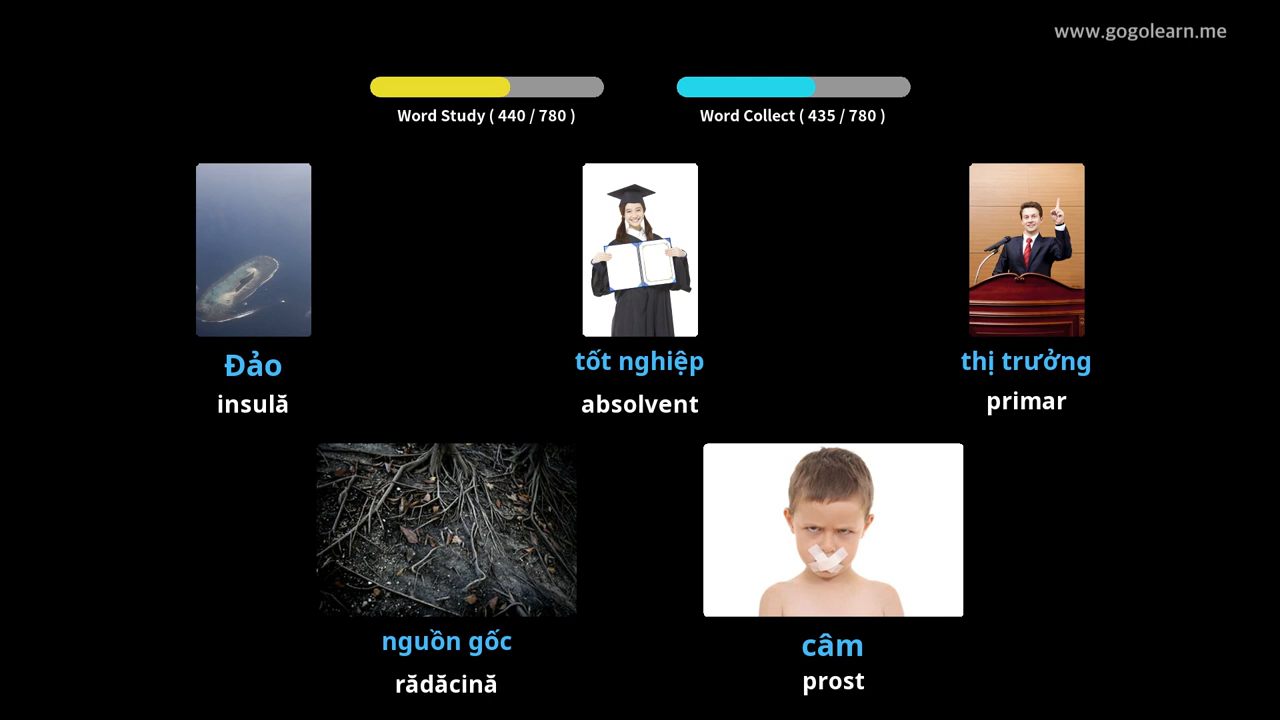 www.gogolearn.me
Word Study ( 440 / 780 )
Word Collect ( 435 / 780 )
Đảo
insulă
tốt nghiệp
absolvent
thị trưởng
primar
nguồn gốc
rădăcină
câm
prost